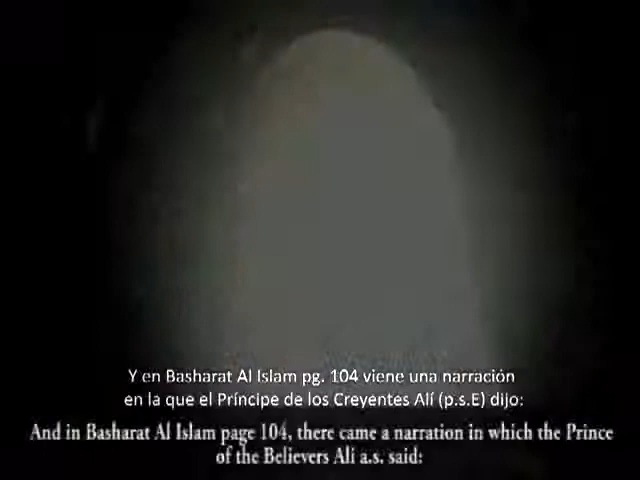 Y en Basharat Al Islam pg. 104 viene una narración
en la que el Príncipe de los Creyentes Alí (p.s.E) dijo:
And in Basharat Al Islam page 104, there came a narration in which the Prince
of the Believers Ali a.s. said: